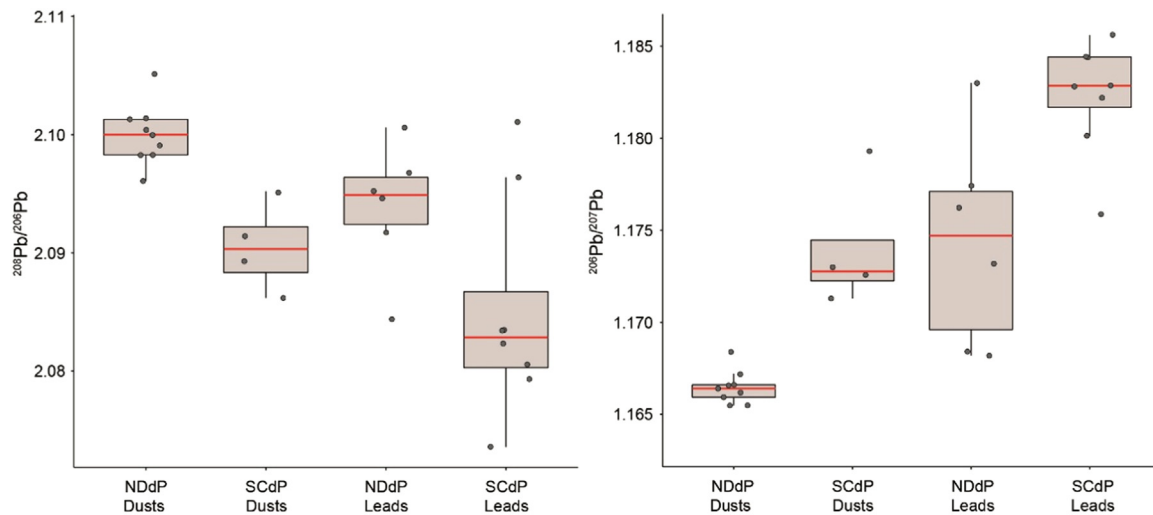 2.11
2.10
2.09
2.08
²⁰⁸Pb/²⁰⁶Pb
NDdP Dusts
SCdP Dusts
NDdP Leads
SCdP Leads
1.185
1.180
1.175
1.170
1.165
²⁰⁶Pb/²⁰⁷Pb
NDdP Dusts
SCdP Dusts
NDdP Leads
SCdP Leads